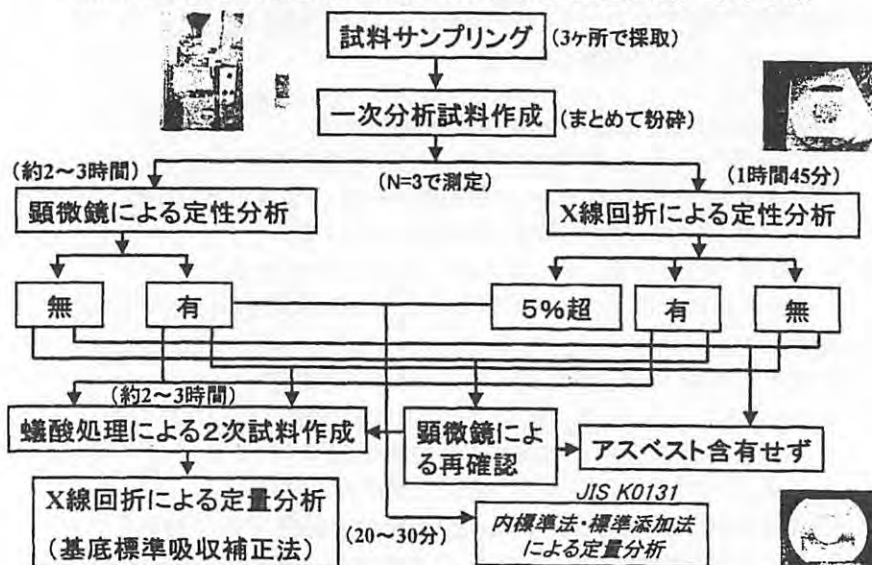 試料サンプリング (3ケ所で採取)
一次分析試料作成 (まとめて粉砕)
(約2～3時間) (N=3で測定) (1時間45分)
顕微鏡による定性分析 X線回折による定性分析
無 有 5%超 有 無
(約2～3時間)
蟻酸処理による2次試料作成
顕微鏡によ
る再確認
アスベスト含有せず
X線回折による定量分析
(基底標準吸収補正法)
(20～30分)
JIS K0131
内標準法・標準添加法
による定量分析